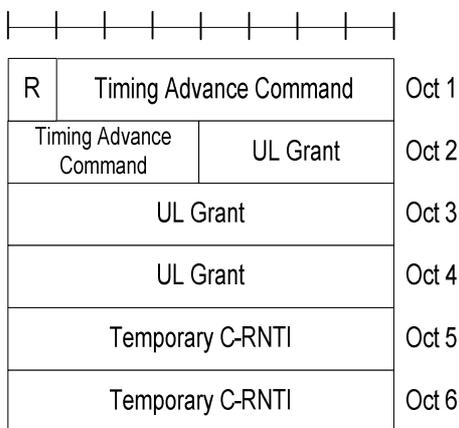 R Timing Advance Command Oct 1
Timing Advance
Command UL Grant Oct 2
UL Grant Oct 3
UL Grant Oct 4
Temporary C-RNTI Oct 5
Temporary C-RNTI Oct 6